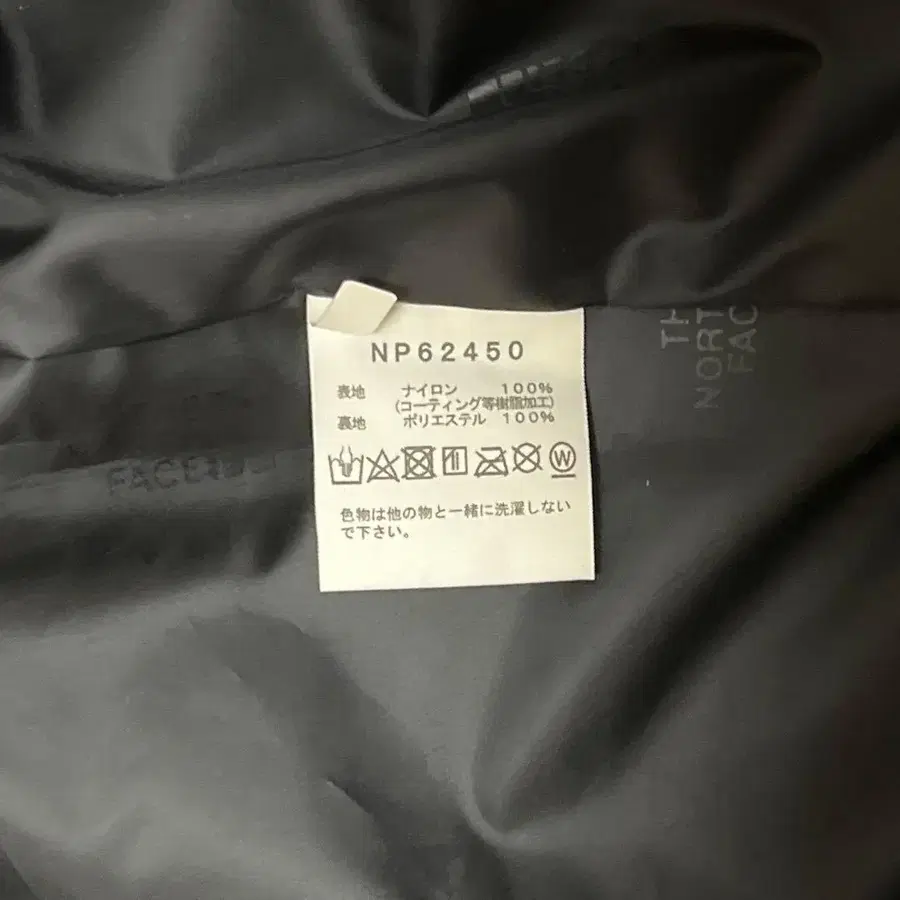 NP62450
表地 ナイロン 100%
(コーティング等樹脂加工)
裏地 ポリエステル 100%
W
色物は他の物と一緒に洗濯しない
で下さい。
TH
NORT
FAC